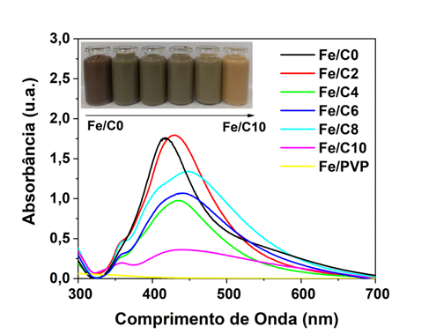 3,0
2,5
2,0
1,5
1,0
0,5
0,0
Absorbância (u.a.)
Fe/C0
Fe/C10
Fe/C0
Fe/C2
Fe/C4
Fe/C6
Fe/C8
Fe/C10
Fe/PVP
300 400 500 600 700
Comprimento de Onda (nm)